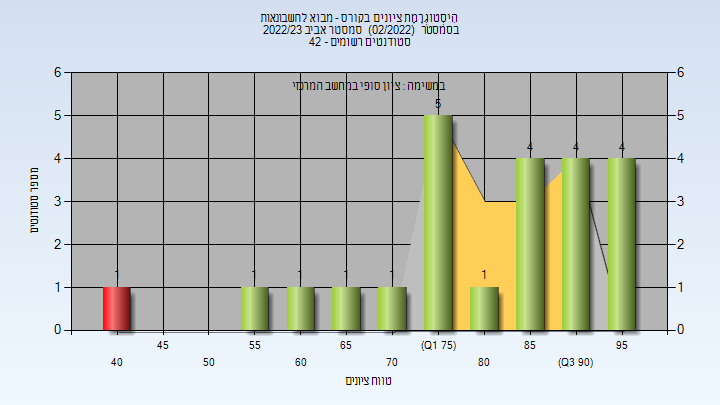 היסטוגרמת ציונים בקורס - מבוא לחשבונאות
בסמסטר (02/2022) סמסטר אביב 2022/23
סטודנטים רשומים - 42
במשימה : ציון סופי במחשב המרכזי
מספר סטודנטים
6 6
5 5
4 4
3 3
2 2
1 1
0 0
1 1 1 1 1 5 1 4 4 4
45 55 65 (Q1 75) 85 95
40 50 60 70 80 (Q3 90)
טווח ציונים